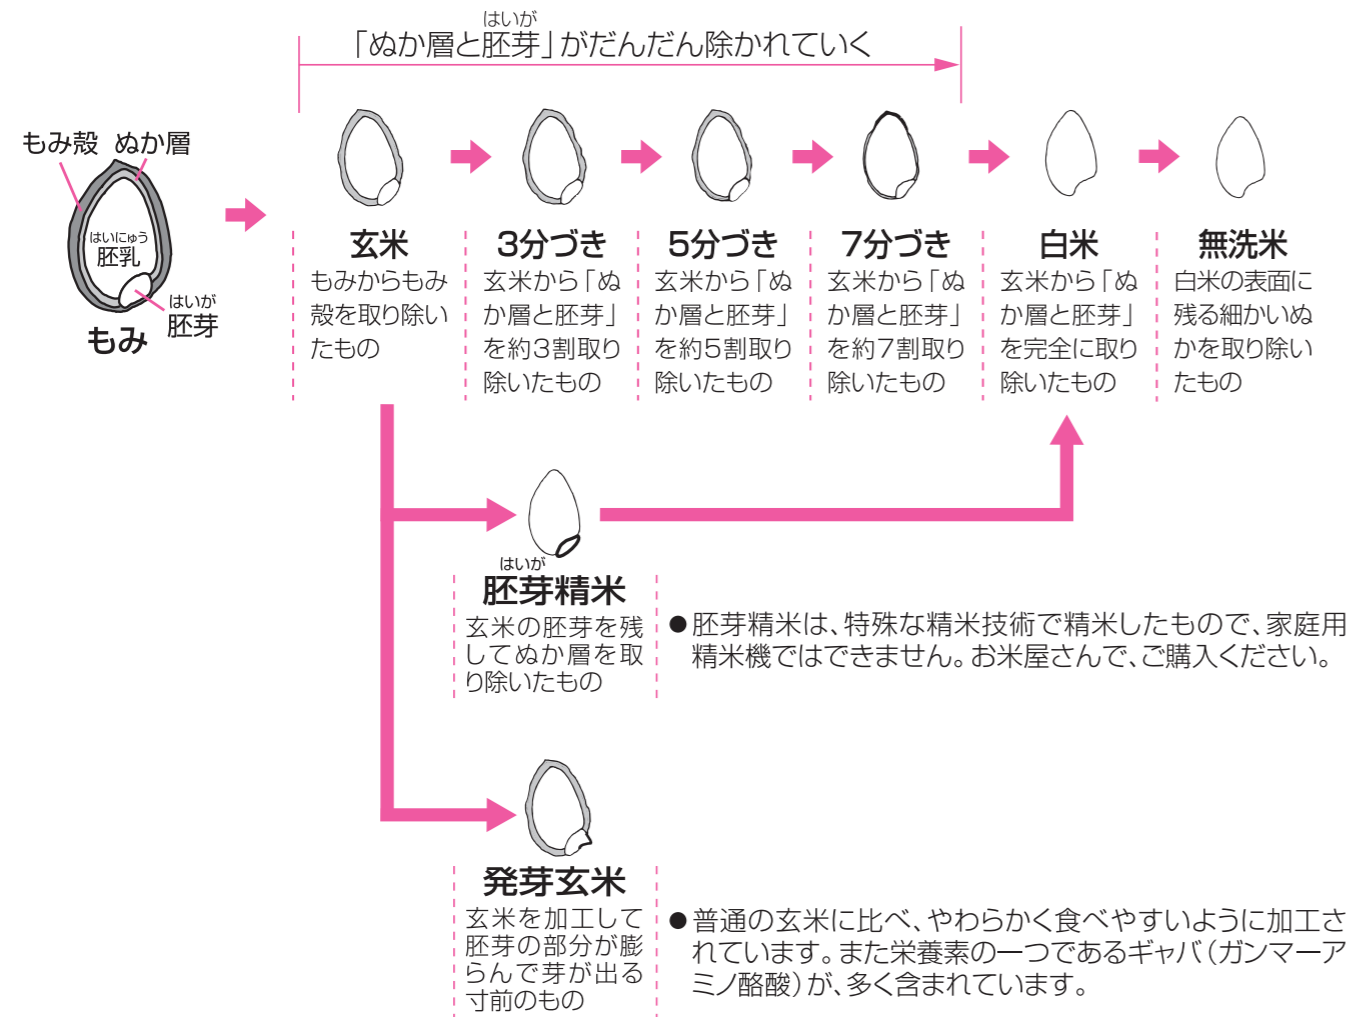 はいが
「ぬか層と胚芽」がだんだん除かれていく
もみ殻 ぬか層
はいにゅう
胚乳
はいが
胚芽
もみ
玄米
もみからもみ
殻を取り除い
たもの
3分づき
玄米から「ぬ
か層と胚芽」
を約3割取り
除いたもの
5分づき
玄米から「ぬ
か層と胚芽」
を約5割取り
除いたもの
7分づき
玄米から「ぬ
か層と胚芽」
を約7割取り
除いたもの
白米
玄米から「ぬ
か層と胚芽」
を完全に取り
除いたもの
無洗米
白米の表面に
残る細かいぬ
かを取り除い
たもの
はいが
胚芽精米
玄米の胚芽を残
してぬか層を取
り除いたもの
●胚芽精米は、特殊な精米技術で精米したもので、家庭用
精米機ではできません。お米屋さんで、ご購入ください。
発芽玄米
玄米を加工して
胚芽の部分が膨
らんで芽が出る
寸前のもの
●普通の玄米に比べ、やわらかく食べやすいように加工さ
れています。また栄養素の一つであるギャバ(ガンマーア
ミノ酪酸)が、多く含まれています。